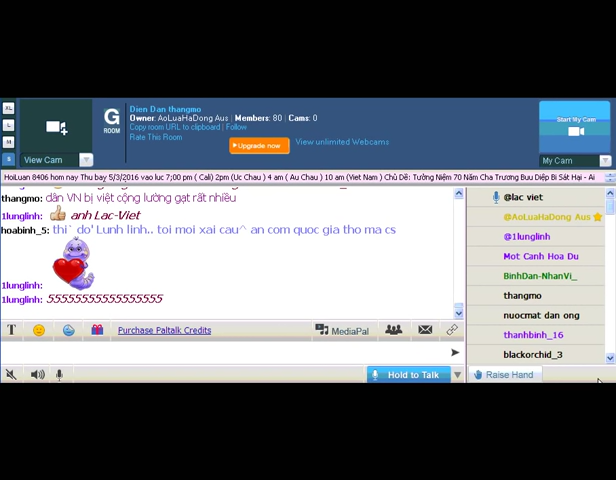 XL
L
M
S
View Cam
G
ROOM
Dien Dan thangmo
Owner: AoLuaHaDong Aus | Members: 80 | Cams: 0
Copy room URL to clipboard | Follow
Rate This Room
Upgrade now
View unlimited Webcams
Start My Cam
My Cam
HoiLuan 8406 hom nay Thu bay 5/3/2016 vao luc 7;00 pm ( Cali) 2pm (Uc Chau ) 4 am ( Au Chau ) 10 am (Viet Nam ) Chủ Đề: Tưởng Niệm 70 Năm Cha Trương Buu Diệp Bi Sát Hại - Ai
thangmo: dân VN bị việt cộng lường gạt rất nhiều
1lunglinh: anh Lac-Viet
hoabinh_5: thi` do' Lunh linh.. toi moi xai cau^ an com quoc gia tho ma cs
1lunglinh:
1lunglinh: 55555555555555555
@lac viet
@AoLuaHaDong Aus
@1lunglinh
Mot Canh Hoa Du
BinhDan-NhanVi_
thangmo
nuocmat dan ong
thanhbinh_16
blackorchid_3
T
Purchase Paltalk Credits
MediaPal
Hold to Talk
Raise Hand